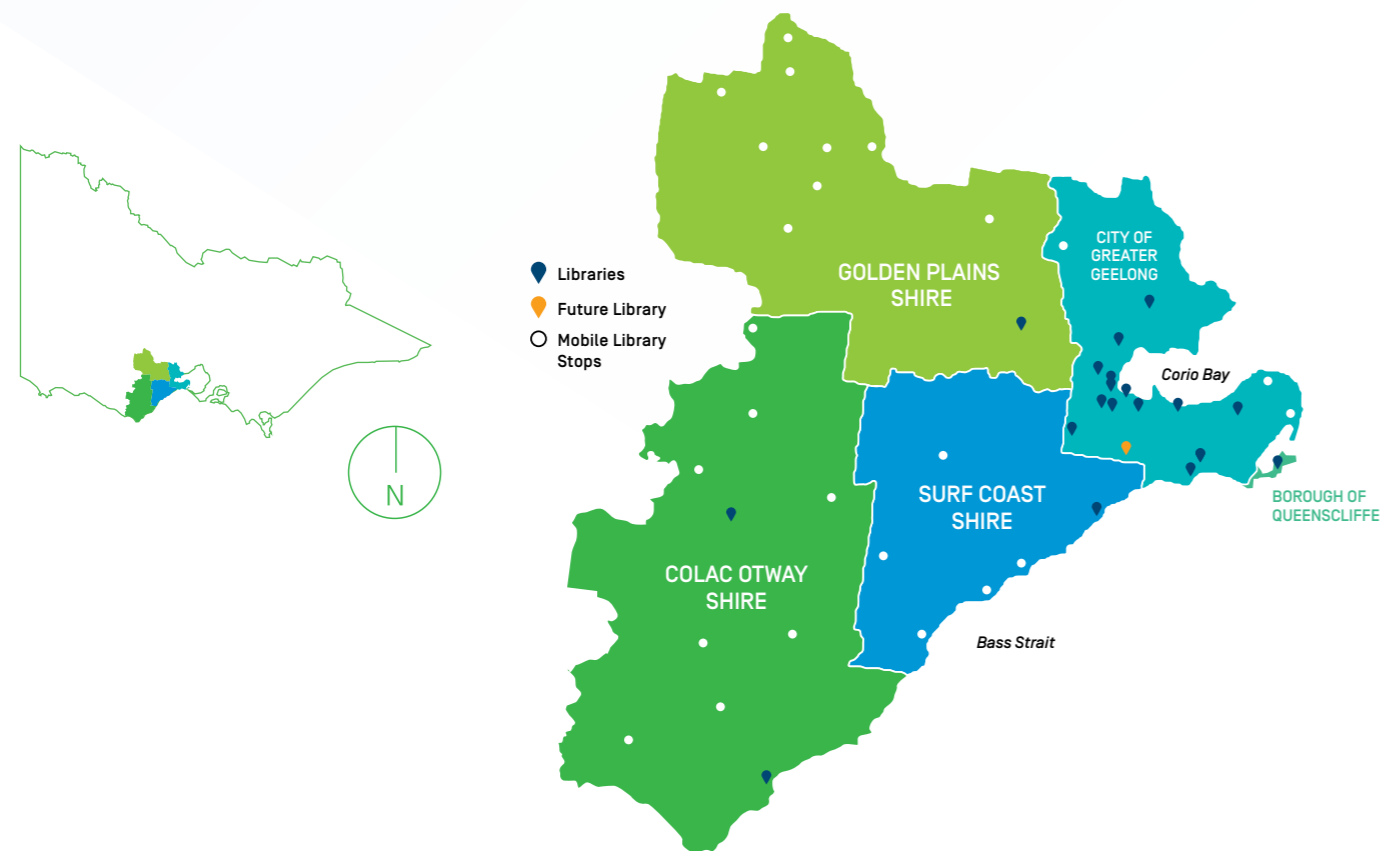 Libraries
Future Library
Mobile Library
Stops
GOLDEN PLAINS
SHIRE
CITY OF
GREATER
GEELONG
Corio Bay
SURF COAST
SHIRE
BOROUGH OF
QUEENSCLIFFE
COLAC OTWAY
SHIRE
Bass Strait
N